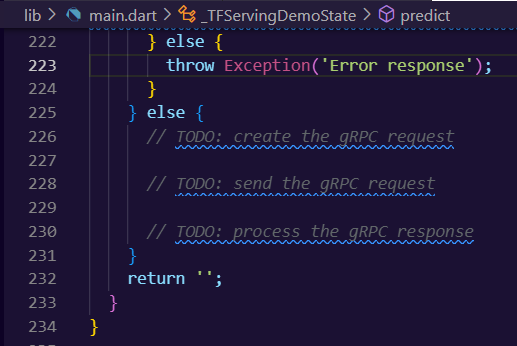 lib > main.dart > _TFServingDemoState > predict
222 } else {
223 throw Exception('Error response');
224 }
225 } else {
226 // TODO: create the gRPC request
227
228 // TODO: send the gRPC request
229
230 // TODO: process the gRPC response
231 }
232 return '';
233 }
234 }